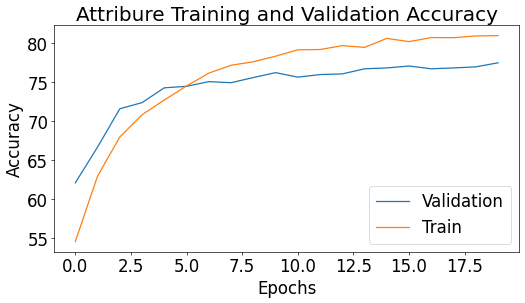 Attribure Training and Validation Accuracy
80
75
70
65
60
55
Accuracy
Validation
Train
0.0 2.5 5.0 7.5 10.0 12.5 15.0 17.5
Epochs